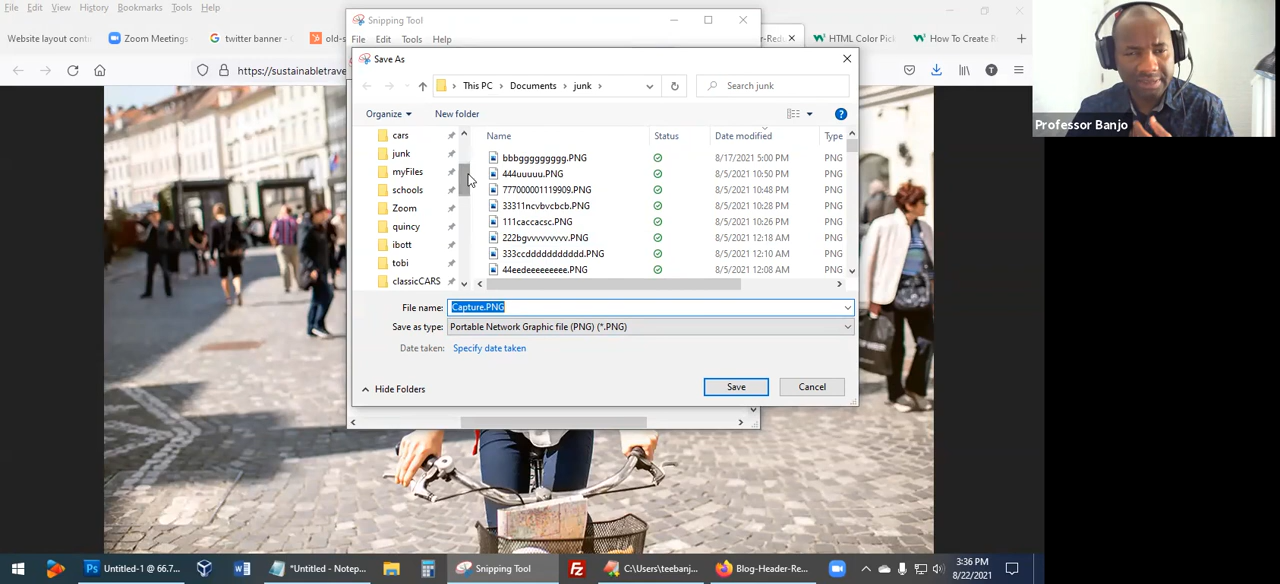 File Edit View History Bookmarks Tools Help
Snipping Tool
Website layout contu
Zoom Meetings
twitter banner -
old-s
File Edit Tools Help
r-Redu
HTML Color Pick
How To Create R
https://sustainabletrave
Save As
This PC > Documents > junk >
Search junk
Organize
New folder
cars
junk
myFiles
schools
Zoom
quincy
ibott
tobi
classicCARS
Name Status Date modified Type
bbbggggggggg.PNG 8/17/2021 5:00 PM PNG
444uuuuu.PNG 8/5/2021 10:50 PM PNG
777000001119909.PNG 8/5/2021 10:48 PM PNG
33311ncvbvcbcb.PNG 8/5/2021 10:28 PM PNG
111caccacsc.PNG 8/5/2021 10:26 PM PNG
222bgvvvvvvvv.PNG 8/5/2021 12:18 AM PNG
333ccddddddddddd.PNG 8/5/2021 12:10 AM PNG
44eedeeeeeeee.PNG 8/5/2021 12:08 AM PNG
File name: Capture.PNG
Save as type: Portable Network Graphic file (PNG) (*.PNG)
Date taken: Specify date taken
Hide Folders
Save
Cancel
Professor Banjo
Untitled-1 @ 66.7...
*Untitled - Notep...
Snipping Tool
C:\Users\teebanj...
Blog-Header-Re...
3:36 PM
8/22/2021